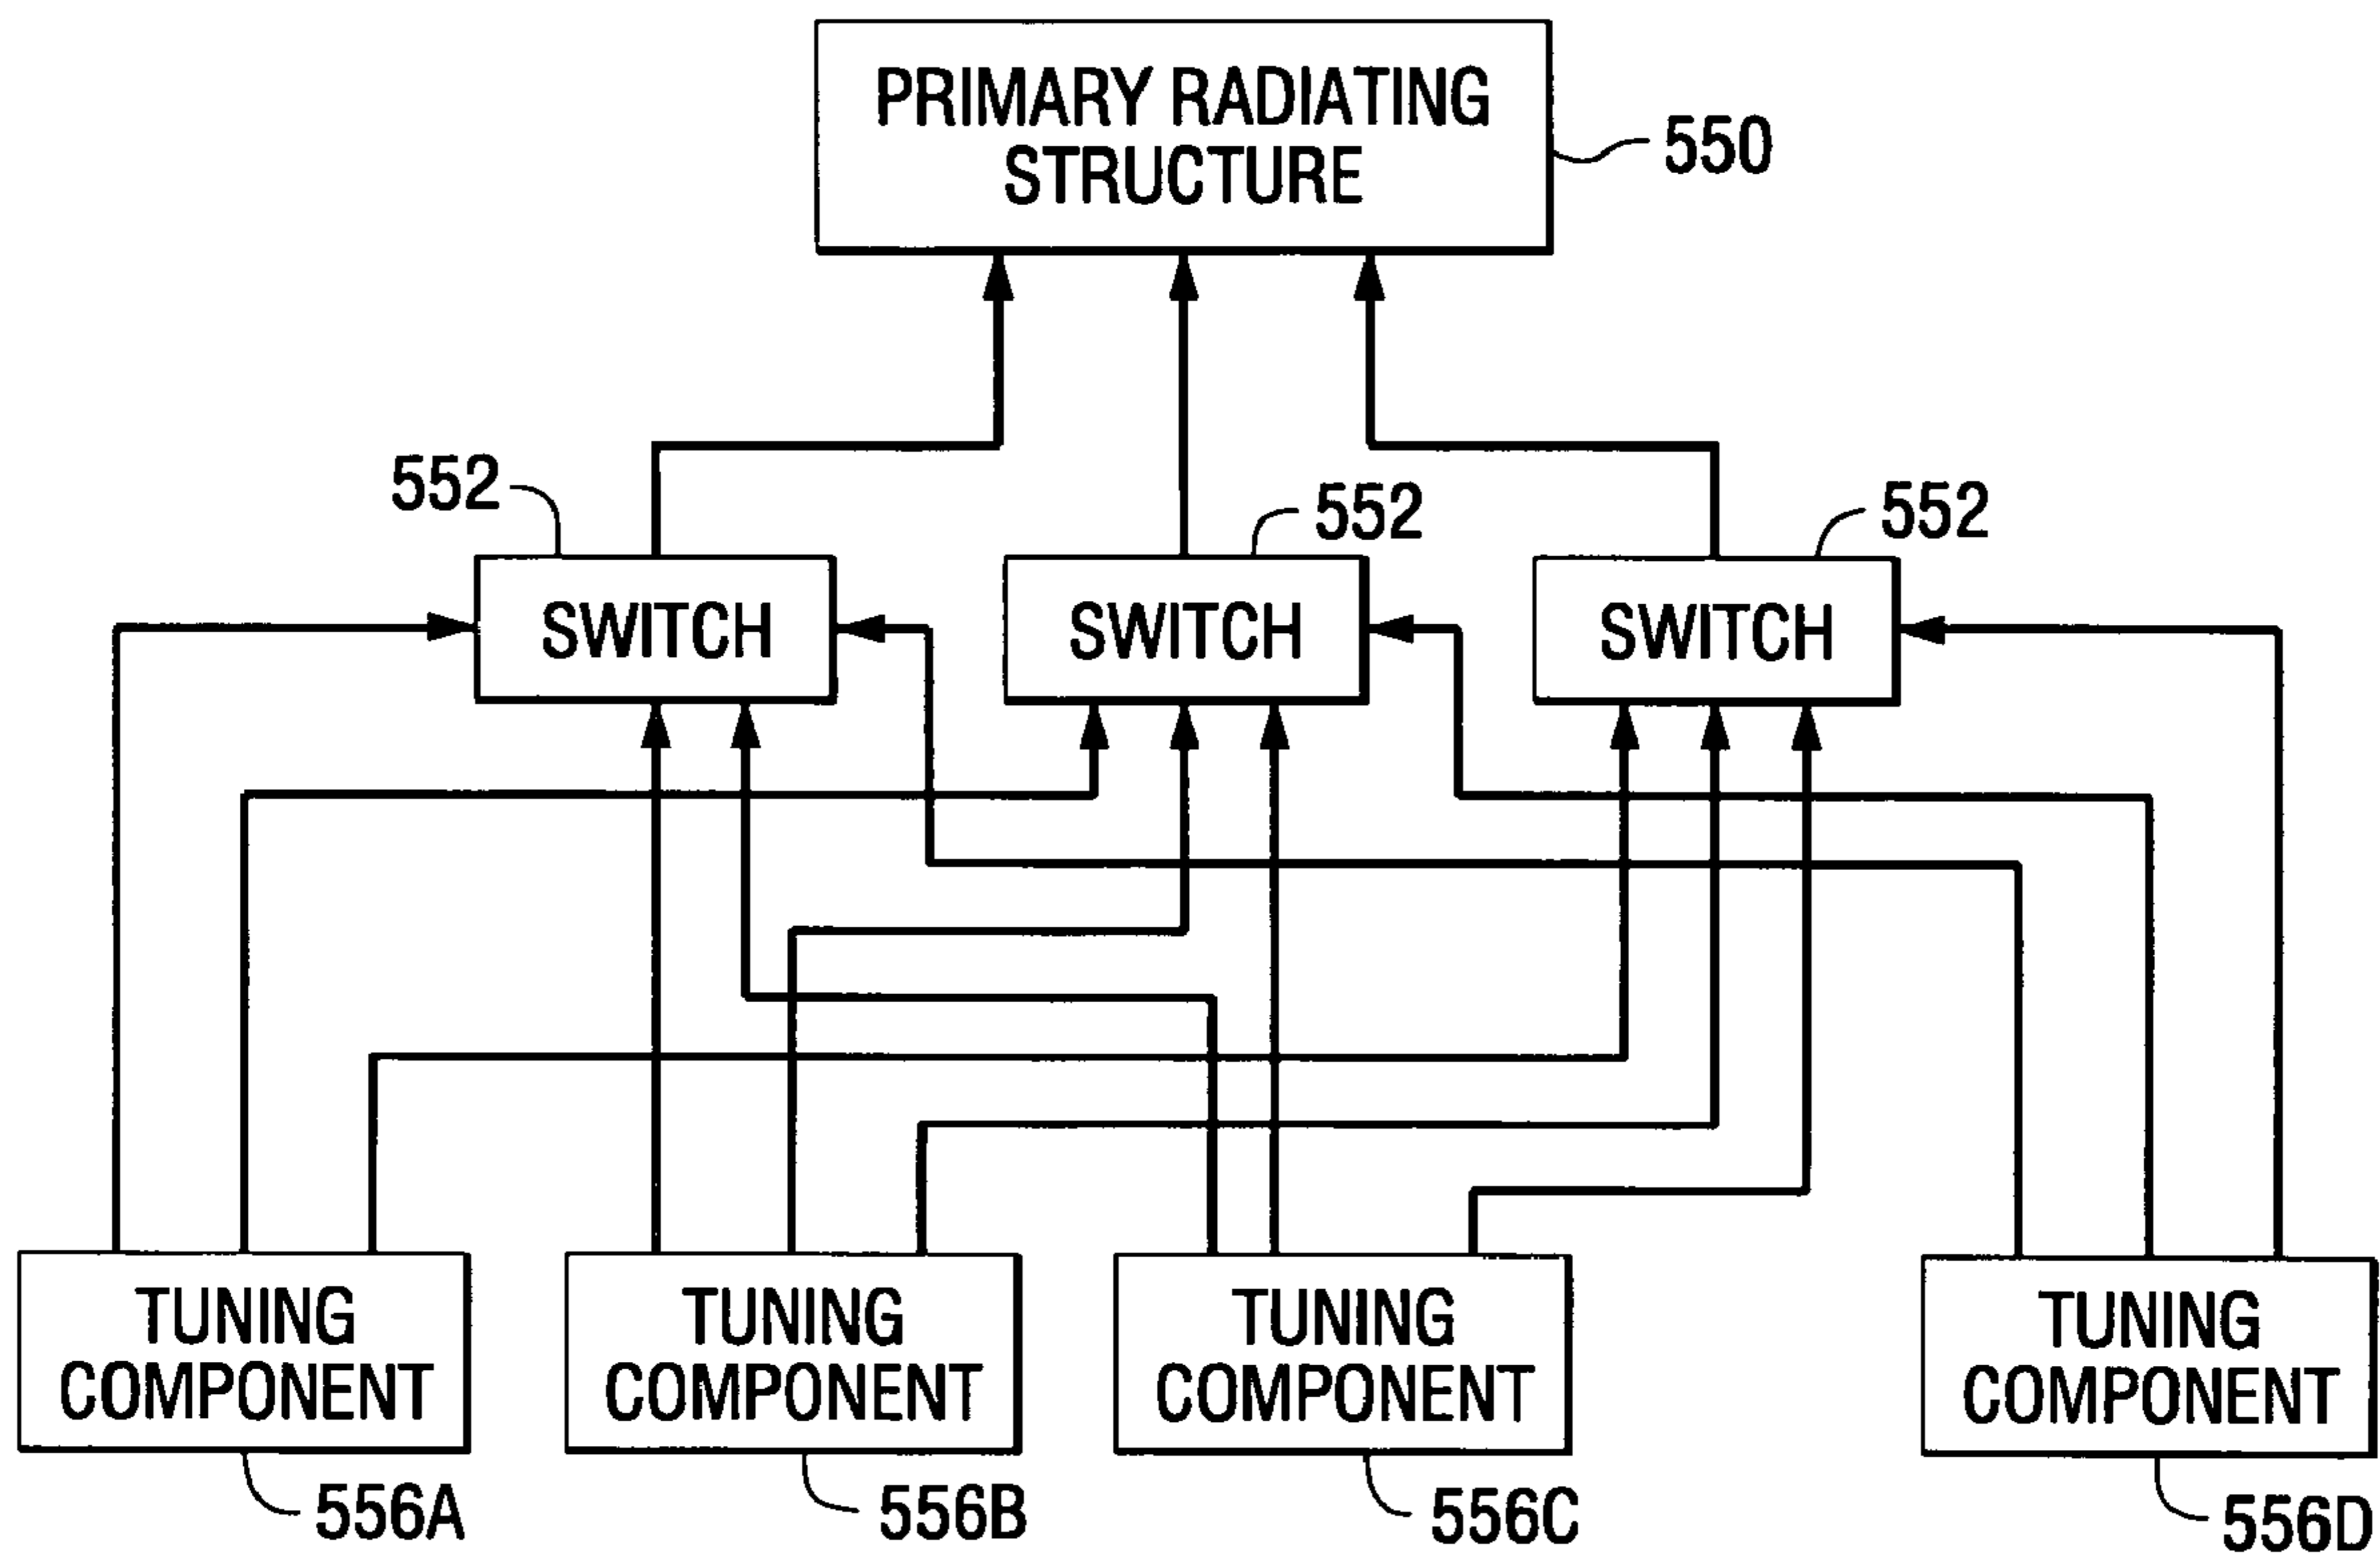 PRIMARY RADIATING
STRUCTURE
550
552
552
552
SWITCH
SWITCH
SWITCH
TUNING
COMPONENT
TUNING
COMPONENT
TUNING
COMPONENT
TUNING
COMPONENT
556A
556B
556C
556D